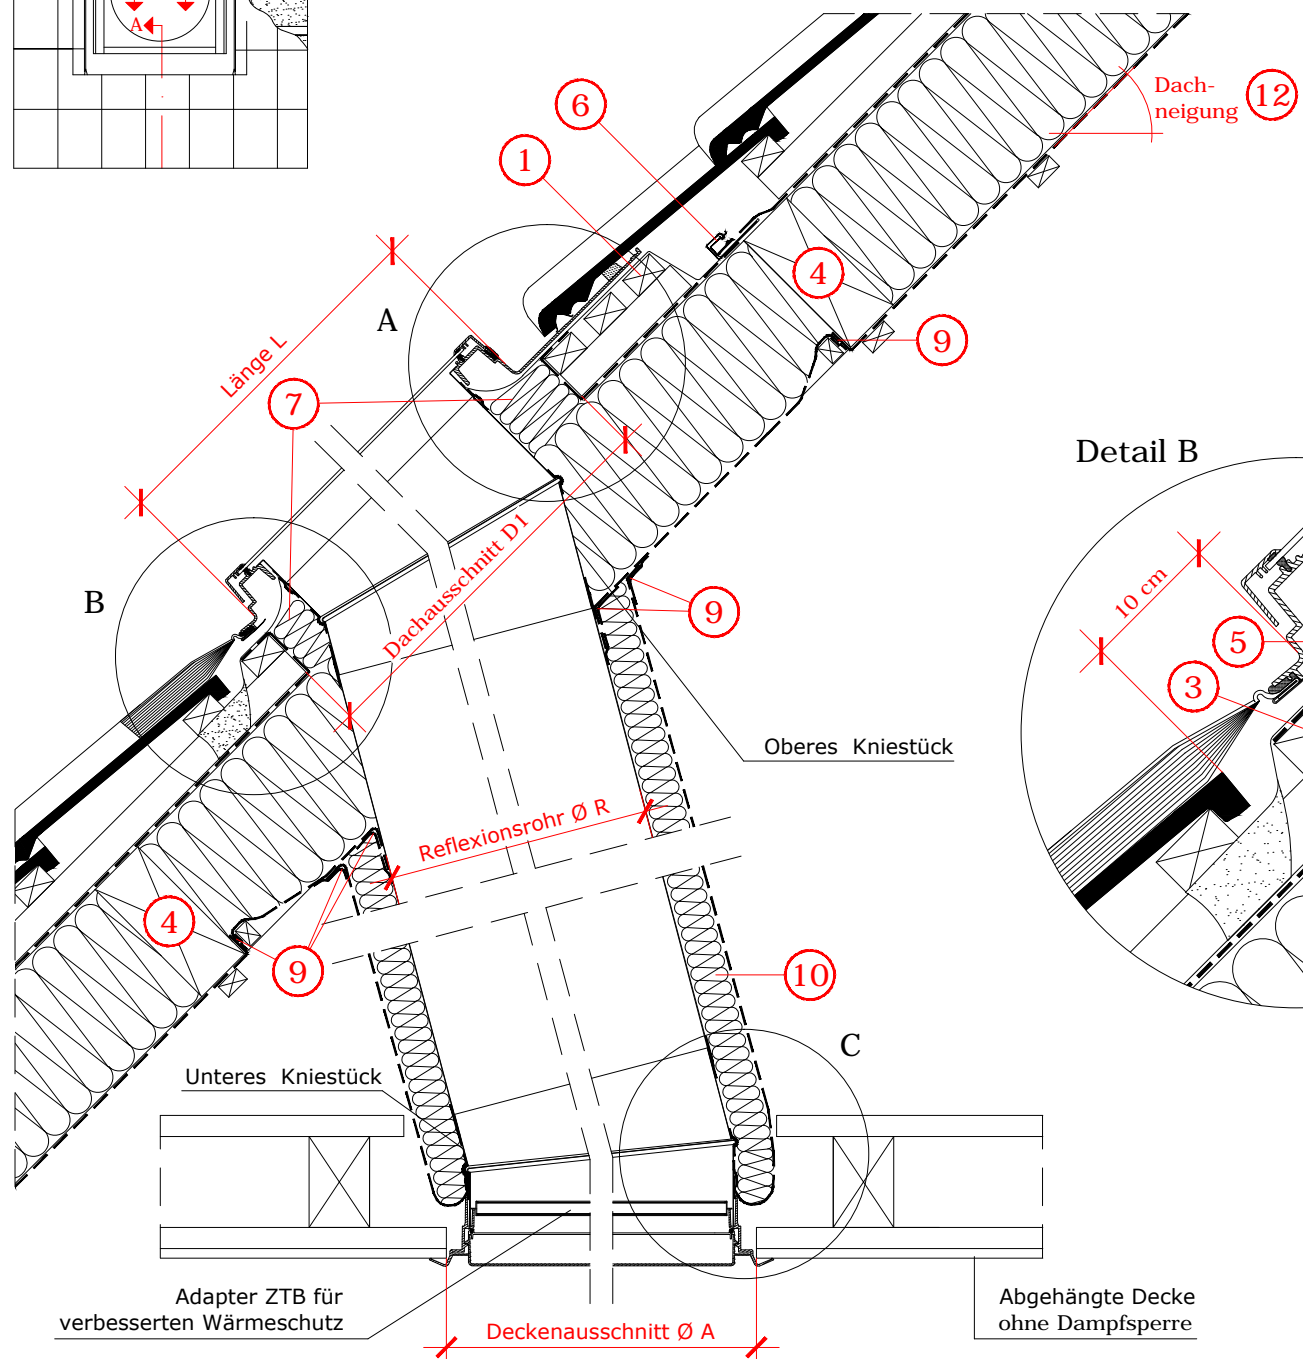 A
6
Dach-
neigung
12
1
4
A
9
Länge L
7
Detail B
Dachausschnitt D1
10 cm
B
9
5
3
Oberes Kniestück
Reflexionsrohr Ø R
4
9
10
C
Unteres Kniestück
Adapter ZTB für
verbesserten Wärmeschutz
Deckenausschnitt Ø A
Abgehängte Decke
ohne Dampfsperre